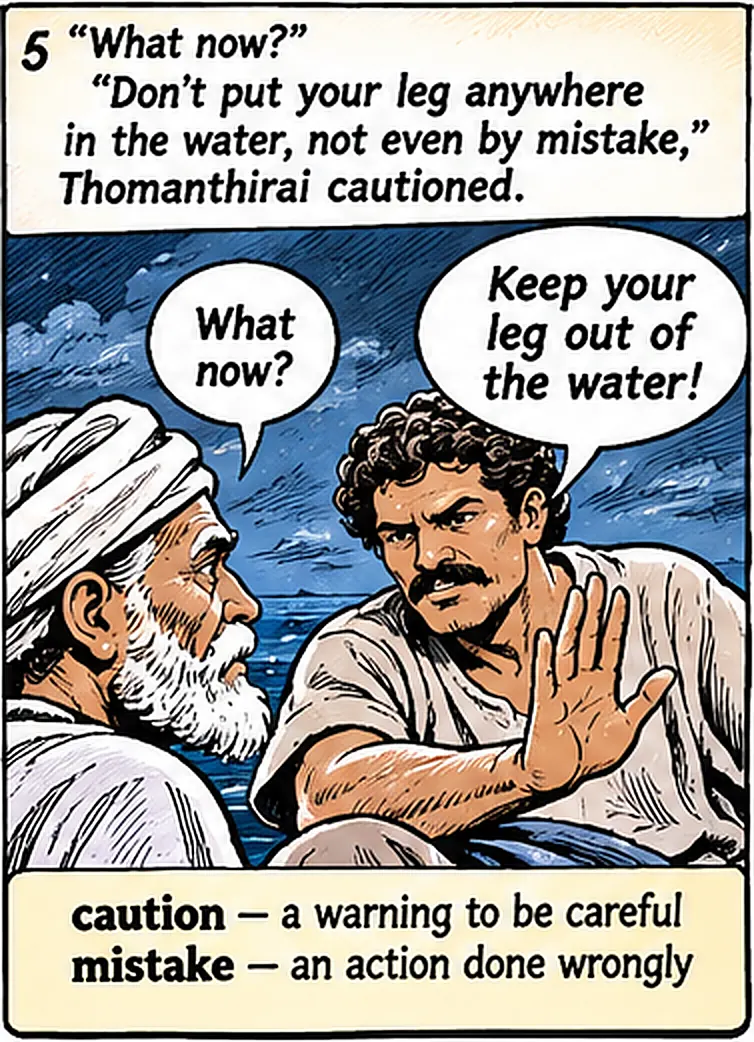 5 “What now?”
“Don’t put your leg anywhere
in the water, not even by mistake,”
Thomanthirai cautioned.
What
now?
Keep your
leg out of
the water!
caution — a warning to be careful
mistake — an action done wrongly